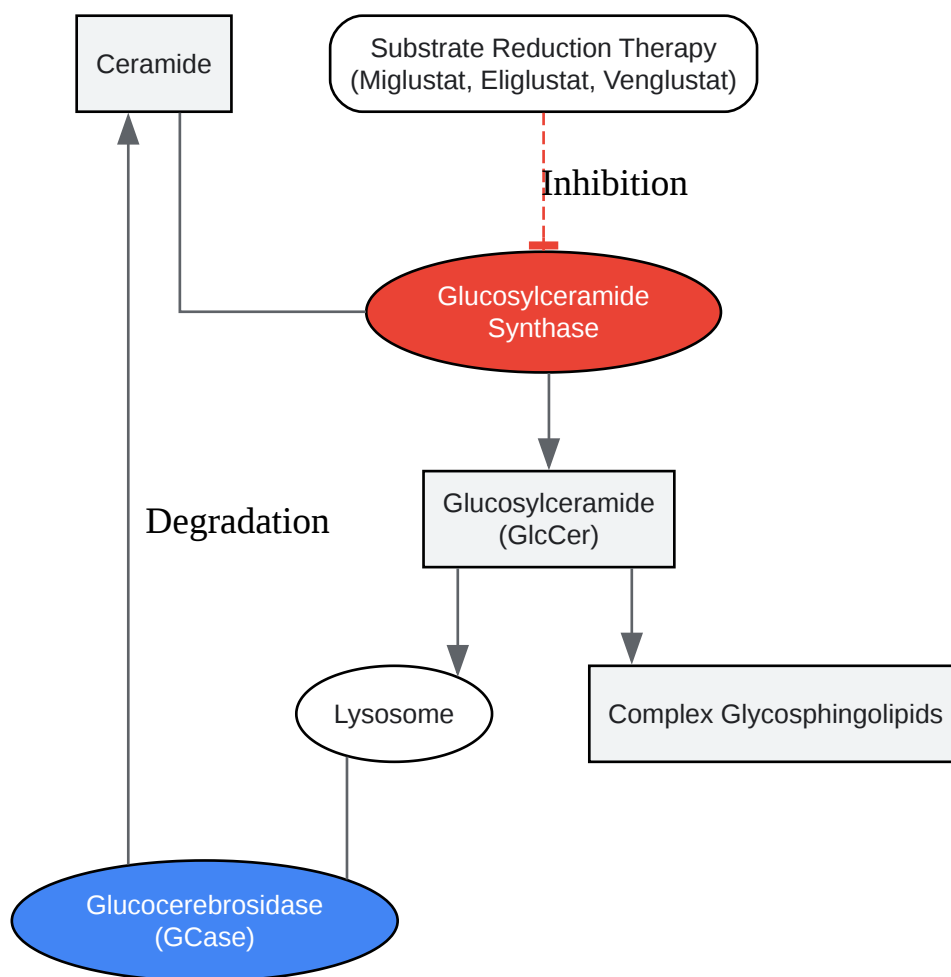 Ceramide
Substrate Reduction Therapy
(Miglustat, Eliglustat, Venglustat)
Inhibition
Glucosylceramide
Synthase
Glucosylceramide
(GlcCer)
Degradation
Lysosome
Complex Glycosphingolipids
Glucocerebrosidase
(GCase)